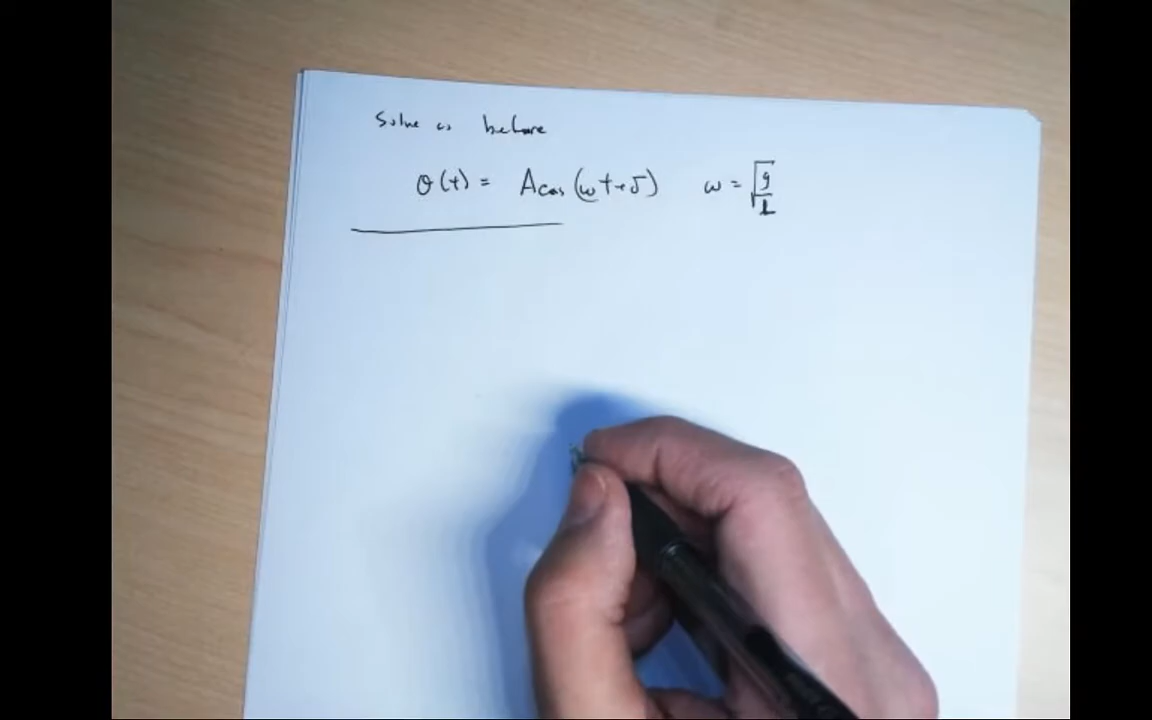 Solve as before
θ(t) = A cos (ωt+δ) ω = √g/L